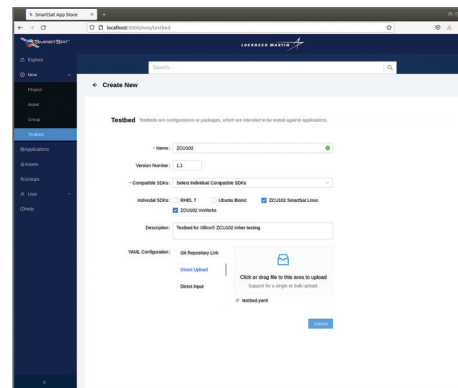 SmartSat App Store
localhost:5000/new/testbed
SMARTSAT
LOCKHEED MARTIN
Explore
New
Project
Asset
Group
Testbed
Applications
Assets
Groups
User
Help
Search...
← Create New
Testbed Testbeds are configurations or packages, which are intended to be tested against applications.
* Name: ZCU102
Version Number: 1.1
* Compatible SDKs: Select Individual Compatible SDKs
Individual SDKs: RHEL 7 Ubuntu Bionic ZCU102 SmartSat Linux
ZCU102 VxWorks
Description: Testbed for Xilinx® ZCU102 tinker testing
YAML Configuration: Git Repository Link
Direct Upload
Direct Input
Click or drag file to this area to upload
Support for a single or bulk upload.
testbed.yaml
Submit